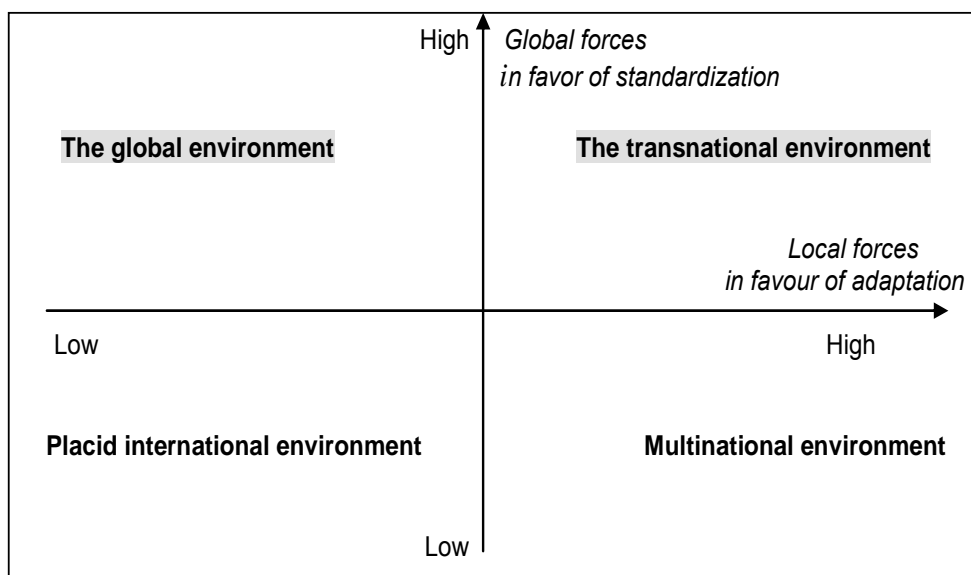 High
Global forces
in favor of standardization
The global environment
The transnational environment
Local forces
in favour of adaptation
Low
High
Placid international environment
Multinational environment
Low